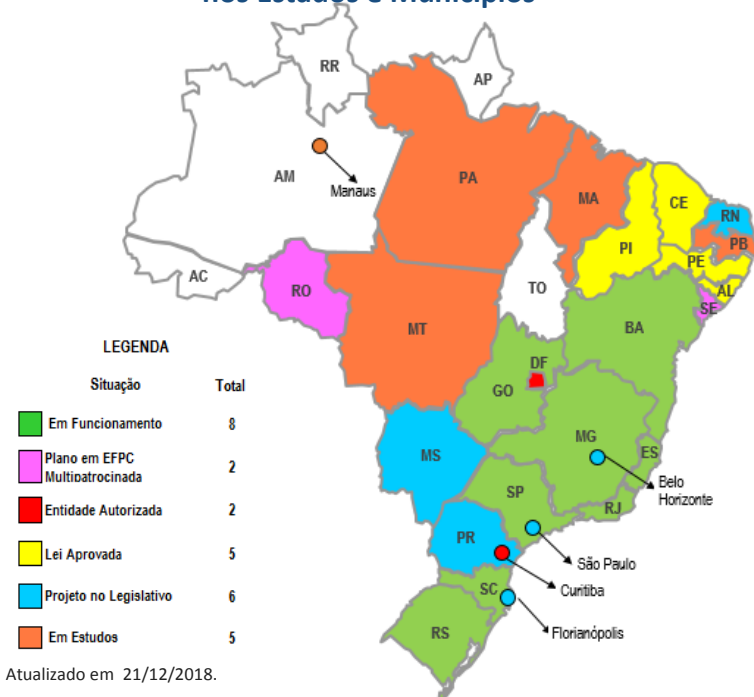 nos Estados e Municípios
RR
AP
AM
Manaus
PA
MA
CE
RN
PB
PI
PE
AL
SE
AC
RO
TO
BA
MT
DF
GO
MG
ES
Belo
Horizonte
MS
SP
RJ
São Paulo
PR
Curitiba
SC
Florianópolis
RS
LEGENDA
Situação Total
Em Funcionamento 8
Plano em EFPC
Multipatrocinada 2
Entidade Autorizada 2
Lei Aprovada 5
Projeto no Legislativo 6
Em Estudos 5
Atualizado em 21/12/2018.